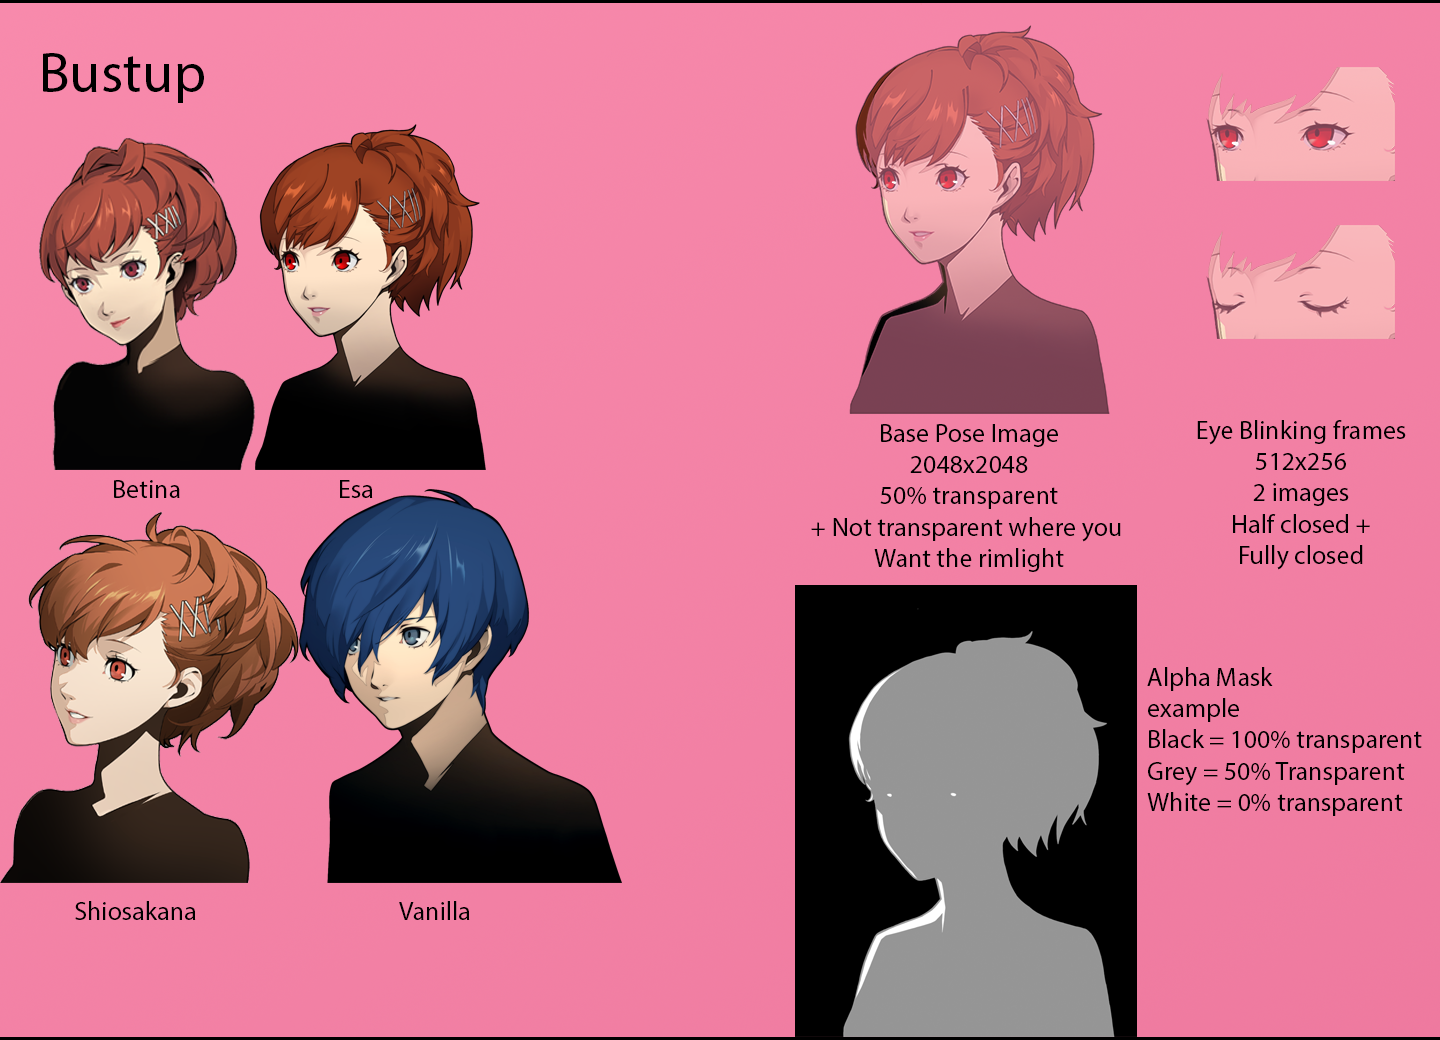 Bustup
Betina
Esa
Shiosakana
Vanilla
Base Pose Image
2048x2048
50% transparent
+ Not transparent where you
Want the rimlight
Eye Blinking frames
512x256
2 images
Half closed +
Fully closed
Alpha Mask
example
Black = 100% transparent
Grey = 50% Transparent
White = 0% transparent